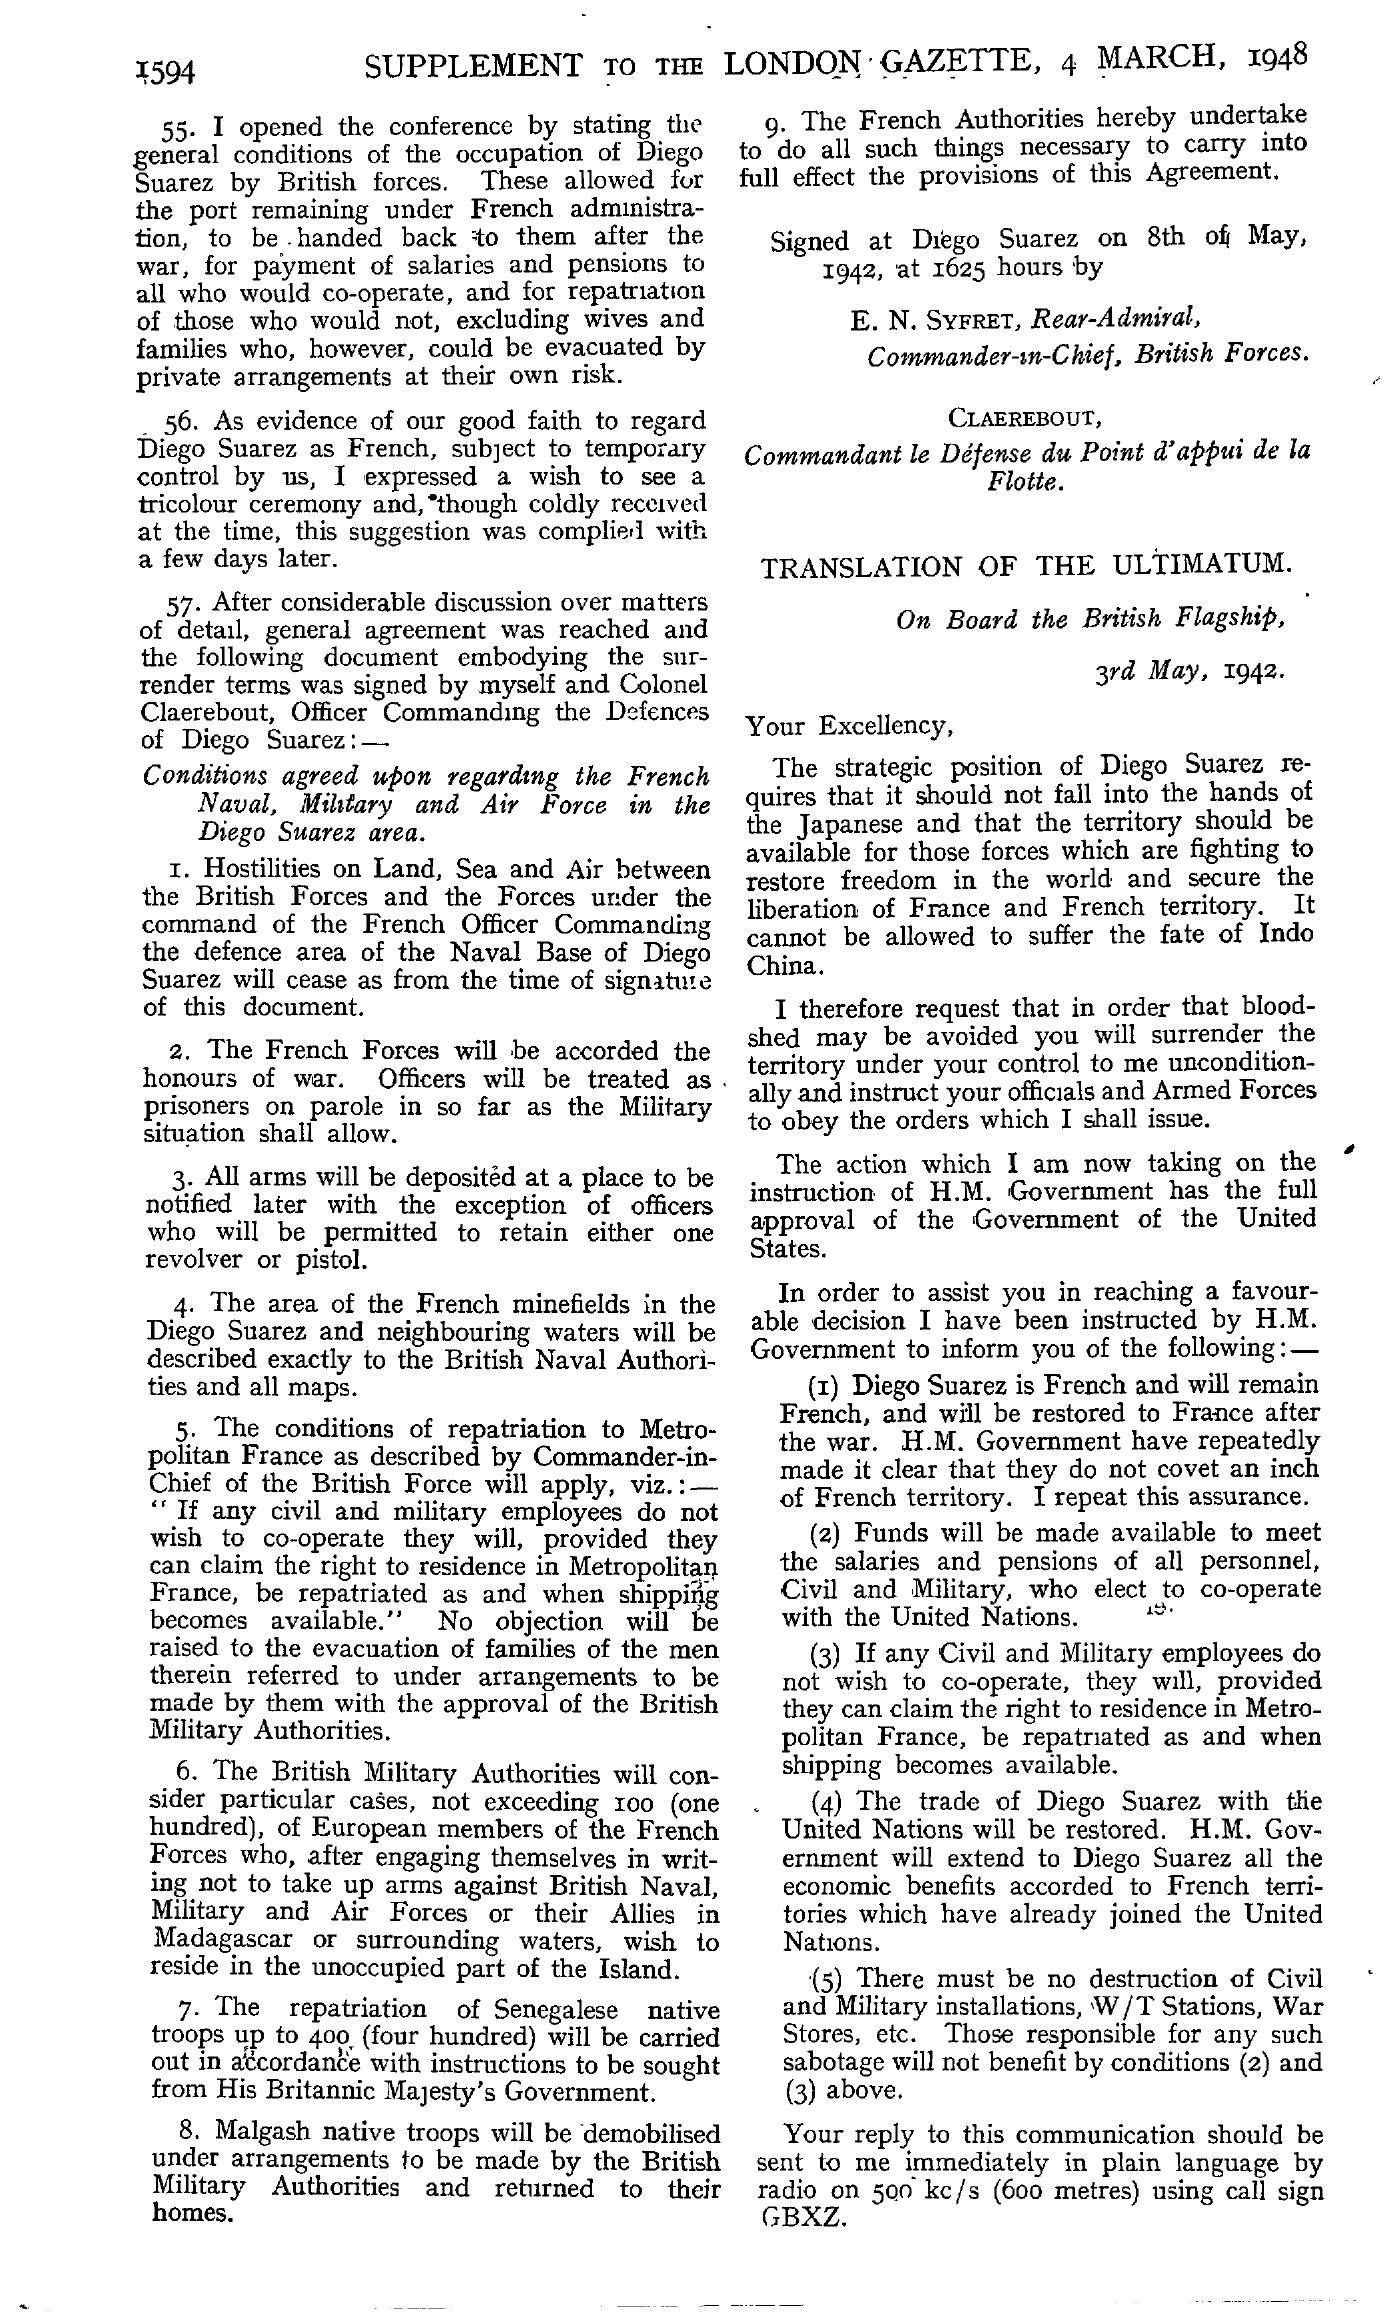 1594 SUPPLEMENT TO THE LONDON GAZETTE, 4 MARCH, 1948
55. I opened the conference by stating the
general conditions of the occupation of Diego
Suarez by British forces. These allowed for
the port remaining under French administra-
tion, to be handed back to them after the
war, for payment of salaries and pensions to
all who would co-operate, and for repatriation
of those who would not, excluding wives and
families who, however, could be evacuated by
private arrangements at their own risk.
56. As evidence of our good faith to regard
Diego Suarez as French, subject to temporary
control by us, I expressed a wish to see a
tricolour ceremony and, though coldly received
at the time, this suggestion was complied with
a few days later.
57. After considerable discussion over matters
of detail, general agreement was reached and
the following document embodying the sur-
render terms was signed by myself and Colonel
Claerebout, Officer Commanding the Defences
of Diego Suarez:—
Conditions agreed upon regarding the French
Naval, Military and Air Force in the
Diego Suarez area.
1. Hostilities on Land, Sea and Air between
the British Forces and the Forces under the
command of the French Officer Commanding
the defence area of the Naval Base of Diego
Suarez will cease as from the time of signature
of this document.
2. The French Forces will be accorded the
honours of war. Officers will be treated as
prisoners on parole in so far as the Military
situation shall allow.
3. All arms will be deposited at a place to be
notified later with the exception of officers
who will be permitted to retain either one
revolver or pistol.
4. The area of the French minefields in the
Diego Suarez and neighbouring waters will be
described exactly to the British Naval Authori-
ties and all maps.
5. The conditions of repatriation to Metro-
politan France as described by Commander-in-
Chief of the British Force will apply, viz.:—
"If any civil and military employees do not
wish to co-operate they will, provided they
can claim the right to residence in Metropolitan
France, be repatriated as and when shipping
becomes available." No objection will be
raised to the evacuation of families of the men
therein referred to under arrangements to be
made by them with the approval of the British
Military Authorities.
6. The British Military Authorities will con-
sider particular cases, not exceeding 100 (one
hundred), of European members of the French
Forces who, after engaging themselves in writ-
ing not to take up arms against British Naval,
Military and Air Forces or their Allies in
Madagascar or surrounding waters, wish to
reside in the unoccupied part of the Island.
7. The repatriation of Senegalese native
troops up to 400 (four hundred) will be carried
out in accordance with instructions to be sought
from His Britannic Majesty's Government.
8. Malgash native troops will be demobilised
under arrangements to be made by the British
Military Authorities and returned to their
homes.
9. The French Authorities hereby undertake
to do all such things necessary to carry into
full effect the provisions of this Agreement.
Signed at Diego Suarez on 8th of May,
1942, at 1625 hours by
E. N. SYFRET, Rear-Admiral,
Commander-in-Chief, British Forces.
CLAEREBOUT,
Commandant le Défense du Point d'appui de la
Flotte.
TRANSLATION OF THE ULTIMATUM.
On Board the British Flagship,
3rd May, 1942.
Your Excellency,
The strategic position of Diego Suarez re-
quires that it should not fall into the hands of
the Japanese and that the territory should be
available for those forces which are fighting to
restore freedom in the world and secure the
liberation of France and French territory. It
cannot be allowed to suffer the fate of Indo
China.
I therefore request that in order that blood-
shed may be avoided you will surrender the
territory under your control to me uncondition-
ally and instruct your officials and Armed Forces
to obey the orders which I shall issue.
The action which I am now taking on the
instruction of H.M. Government has the full
approval of the Government of the United
States.
In order to assist you in reaching a favour-
able decision I have been instructed by H.M.
Government to inform you of the following:—
(1) Diego Suarez is French and will remain
French, and will be restored to France after
the war. H.M. Government have repeatedly
made it clear that they do not covet an inch
of French territory. I repeat this assurance.
(2) Funds will be made available to meet
the salaries and pensions of all personnel,
Civil and Military, who elect to co-operate
with the United Nations.
(3) If any Civil and Military employees do
not wish to co-operate, they will, provided
they can claim the right to residence in Metro-
politan France, be repatriated as and when
shipping becomes available.
(4) The trade of Diego Suarez with the
United Nations will be restored. H.M. Gov-
ernment will extend to Diego Suarez all the
economic benefits accorded to French terri-
tories which have already joined the United
Nations.
(5) There must be no destruction of Civil
and Military installations, W/T Stations, War
Stores, etc. Those responsible for any such
sabotage will not benefit by conditions (2) and
(3) above.
Your reply to this communication should be
sent to me immediately in plain language by
radio on 500 kc/s (600 metres) using call sign
GBXZ.